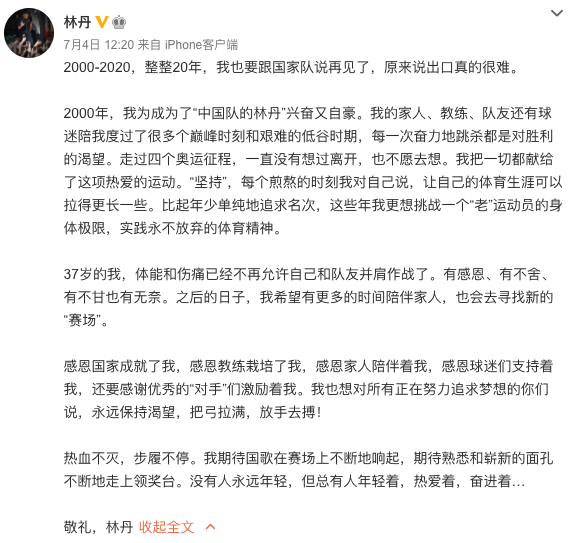 林丹
7月4日 12:20 来自 iPhone客户端
2000-2020，整整20年，我也要跟国家队说再见了，原来说出口真的很难。
2000年，我为成为了“中国队的林丹”兴奋又自豪。我的家人、教练、队友还有球
迷陪我度过了很多个巅峰时刻和艰难的低谷时期，每一次奋力地跳杀都是对胜利
的渴望。走过四个奥运征程，一直没有想过离开，也不愿去想。我把一切都献给
了这项热爱的运动。“坚持”，每个煎熬的时刻我对自己说，让自己的体育生涯可以
拉得更长一些。比起年少单纯地追求名次，这些年我更想挑战一个“老”运动员的身
体极限，实践永不放弃的体育精神。
37岁的我，体能和伤痛已经不再允许自己和队友并肩作战了。有感恩、有不舍、
有不甘也有无奈。之后的日子，我希望有更多的时间陪伴家人，也会去寻找新的
“赛场”。
感恩国家成就了我，感恩教练栽培了我，感恩家人陪伴着我，感恩球迷们支持着
我，还要感谢优秀的“对手”们激励着我。我也想对所有正在努力追求梦想的你们
说，永远保持渴望，把弓拉满，放手去搏！
热血不灭，步履不停。我期待国歌在赛场上不断地响起，期待熟悉和崭新的面孔
不断地走上领奖台。没有人永远年轻，但总有人年轻着，热爱着，奋进着...
敬礼，林丹 收起全文